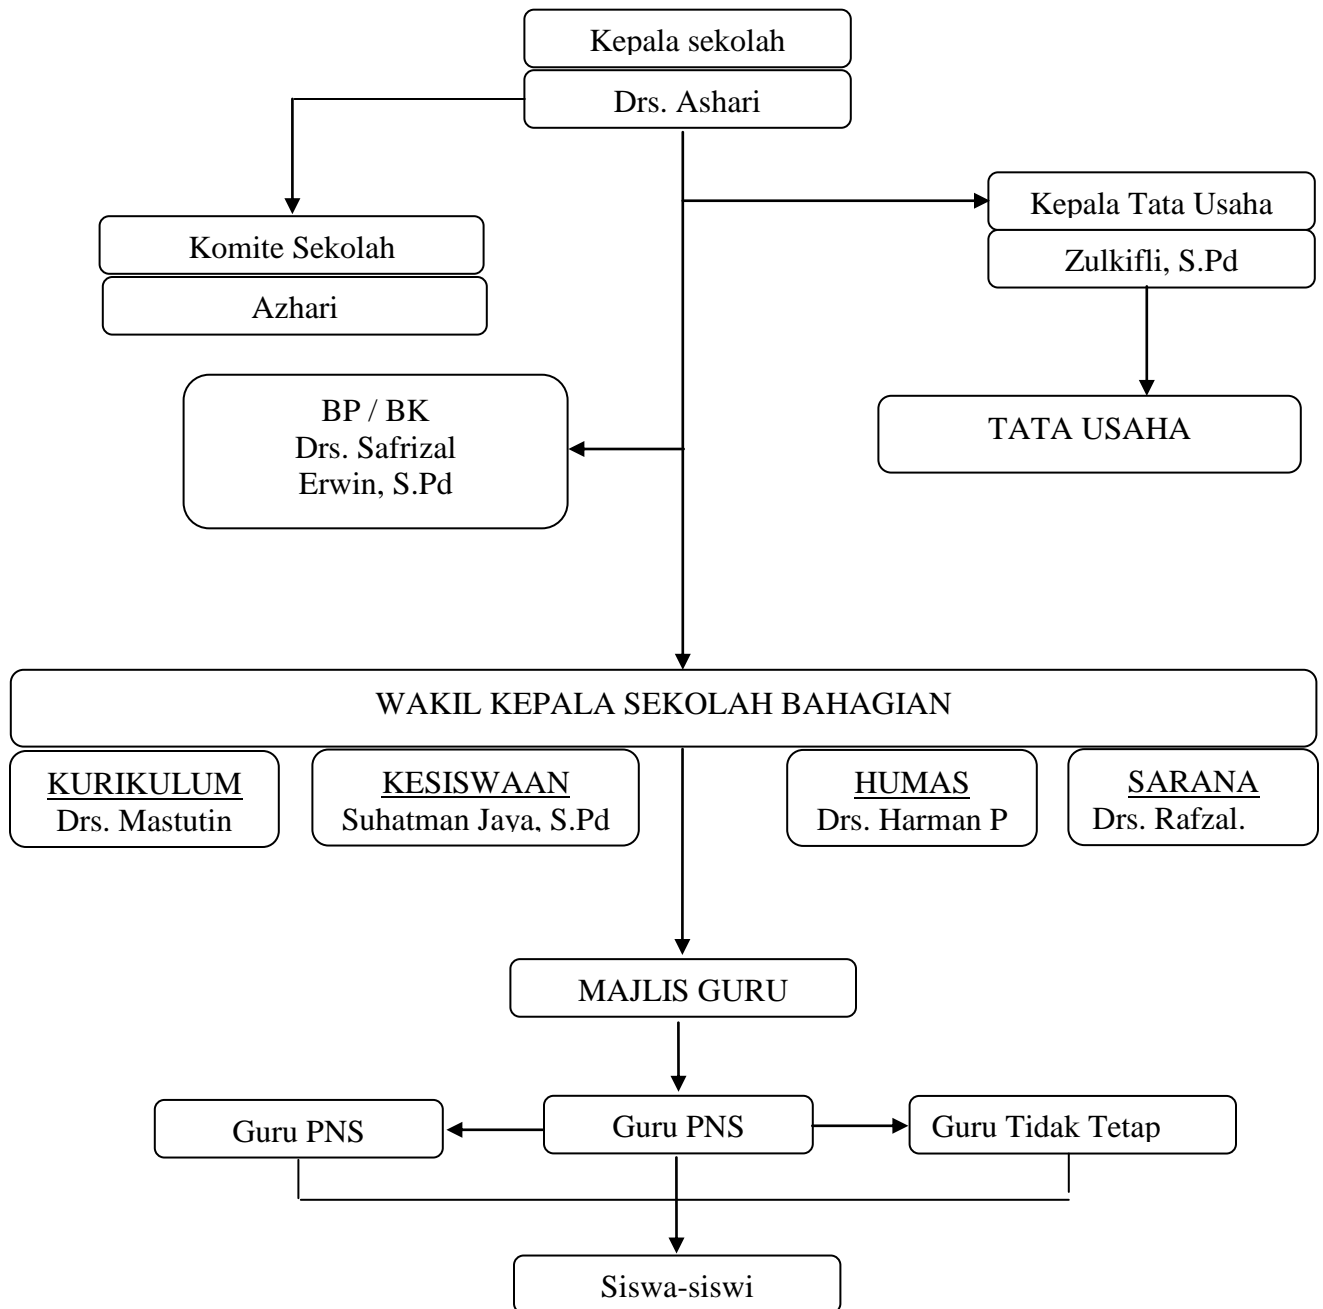 Kepala sekolah
Drs. Ashari
Kepala Tata Usaha
Zulkifli, S.Pd
Komite Sekolah
Azhari
BP / BK
Drs. Safrizal
Erwin, S.Pd
TATA USAHA
WAKIL KEPALA SEKOLAH BAHAGIAN
KURIKULUM
Drs. Mastutin
KESISWAAN
Suhatman Jaya, S.Pd
HUMAS
Drs. Harman P
SARANA
Drs. Rafzal.
MAJLIS GURU
Guru PNS
Guru PNS
Guru Tidak Tetap
Siswa-siswi